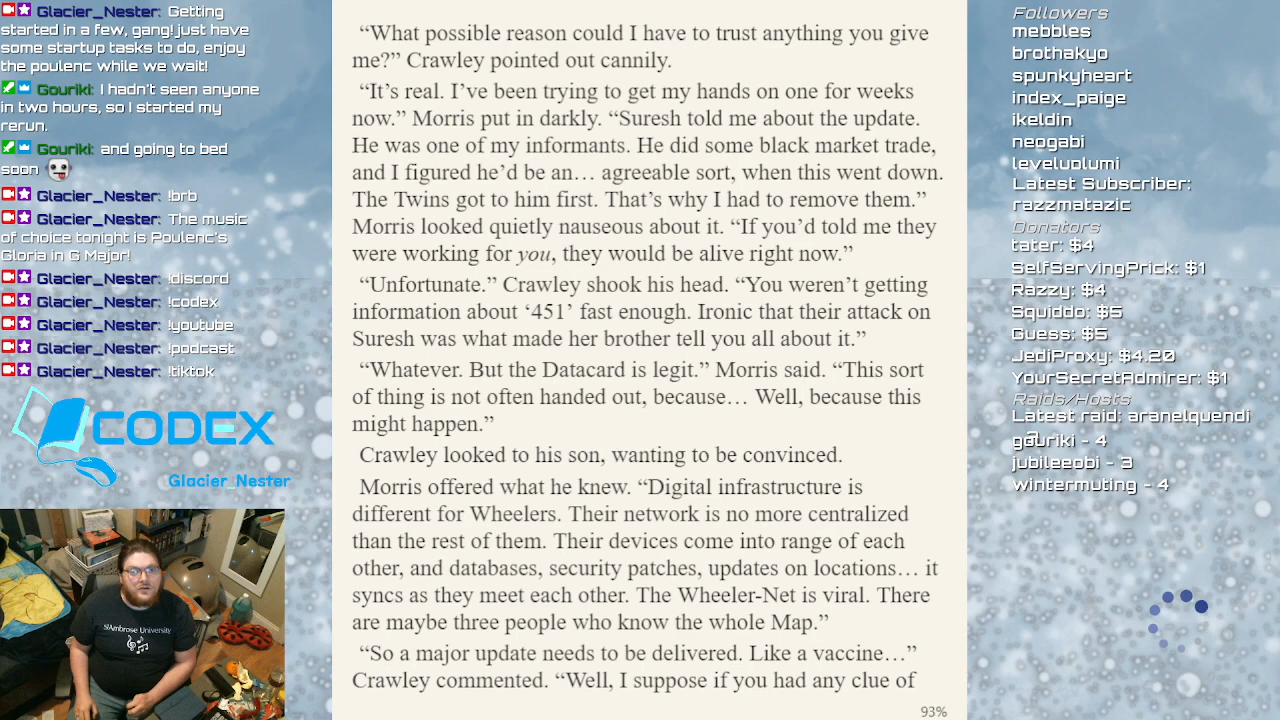 Glacier_Nester: Getting
started in a few, gang! just have
some startup tasks to do, enjoy
the poulenc while we wait!
Gouriki: I hadn't seen anyone
in two hours, so I started my
rerun.
Gouriki: and going to bed
soon
Glacier_Nester: !brb
Glacier_Nester: The music
of choice tonight is Poulenc's
Gloria in G Major!
Glacier_Nester: !discord
Glacier_Nester: !codex
Glacier_Nester: !youtube
Glacier_Nester: !podcast
Glacier_Nester: !tiktok
CODEX
Glacier_Nester
St. Ambrose University
“What possible reason could I have to trust anything you give
me?” Crawley pointed out cannily.
“It’s real. I’ve been trying to get my hands on one for weeks
now.” Morris put in darkly. “Suresh told me about the update.
He was one of my informants. He did some black market trade,
and I figured he’d be an… agreeable sort, when this went down.
The Twins got to him first. That’s why I had to remove them.”
Morris looked quietly nauseous about it. “If you’d told me they
were working for you, they would be alive right now.”
“Unfortunate.” Crawley shook his head. “You weren’t getting
information about ‘451’ fast enough. Ironic that their attack on
Suresh was what made her brother tell you all about it.”
“Whatever. But the Datacard is legit.” Morris said. “This sort
of thing is not often handed out, because… Well, because this
might happen.”
Crawley looked to his son, wanting to be convinced.
Morris offered what he knew. “Digital infrastructure is
different for Wheelers. Their network is no more centralized
than the rest of them. Their devices come into range of each
other, and databases, security patches, updates on locations… it
syncs as they meet each other. The Wheeler-Net is viral. There
are maybe three people who know the whole Map.”
“So a major update needs to be delivered. Like a vaccine…”
Crawley commented. “Well, I suppose if you had any clue of
93%
Followers
mebbles
brothakyo
spunkyheart
index_paige
ikeldin
neogabi
leveluplumi
Latest Subscriber:
razzmatazic
Donators
tater: $4
SelfServingPrick: $1
Razzy: $4
Squiddo: $5
Guess: $5
JediProxy: $4.20
YourSecretAdmirer: $1
Raids/Hosts
Latest raid: aranelquendi
gouriki - 4
jubileeobi - 3
wintermuting - 4